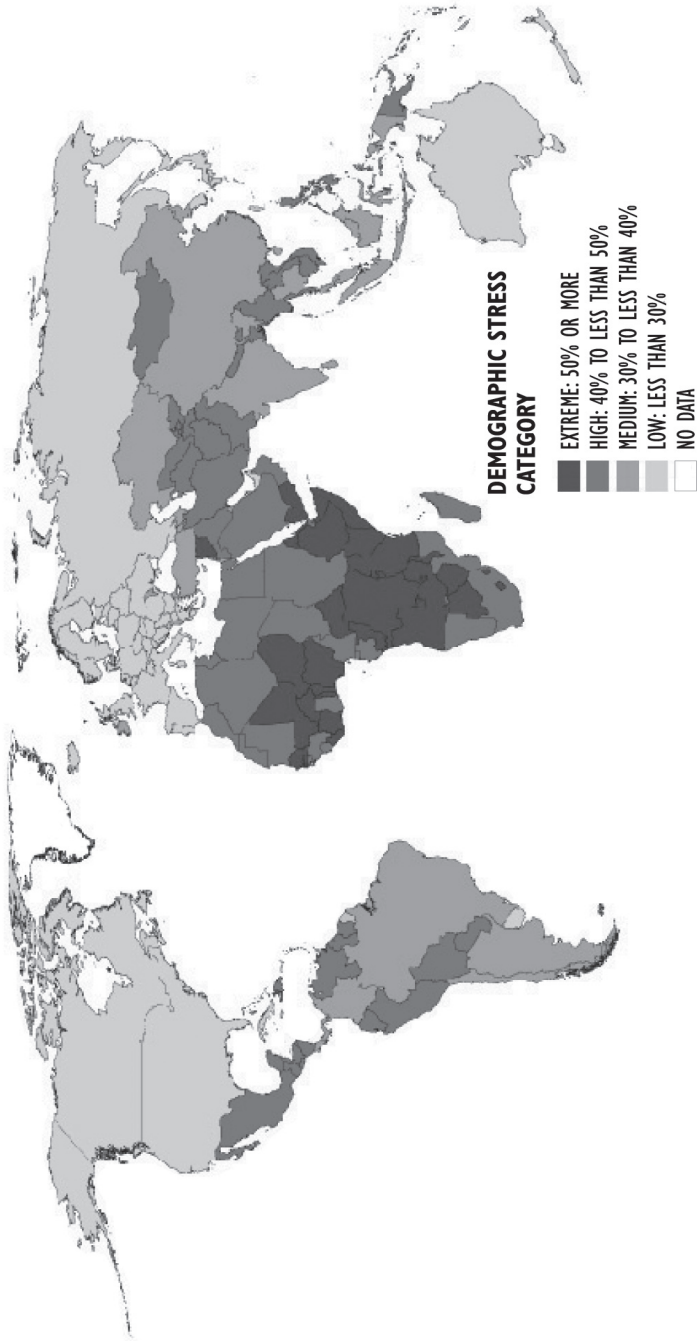 DEMOGRAPHIC STRESS
CATEGORY
EXTREME: 50% OR MORE
HIGH: 40% TO LESS THAN 50%
MEDIUM: 30% TO LESS THAN 40%
LOW: LESS THAN 30%
NO DATA